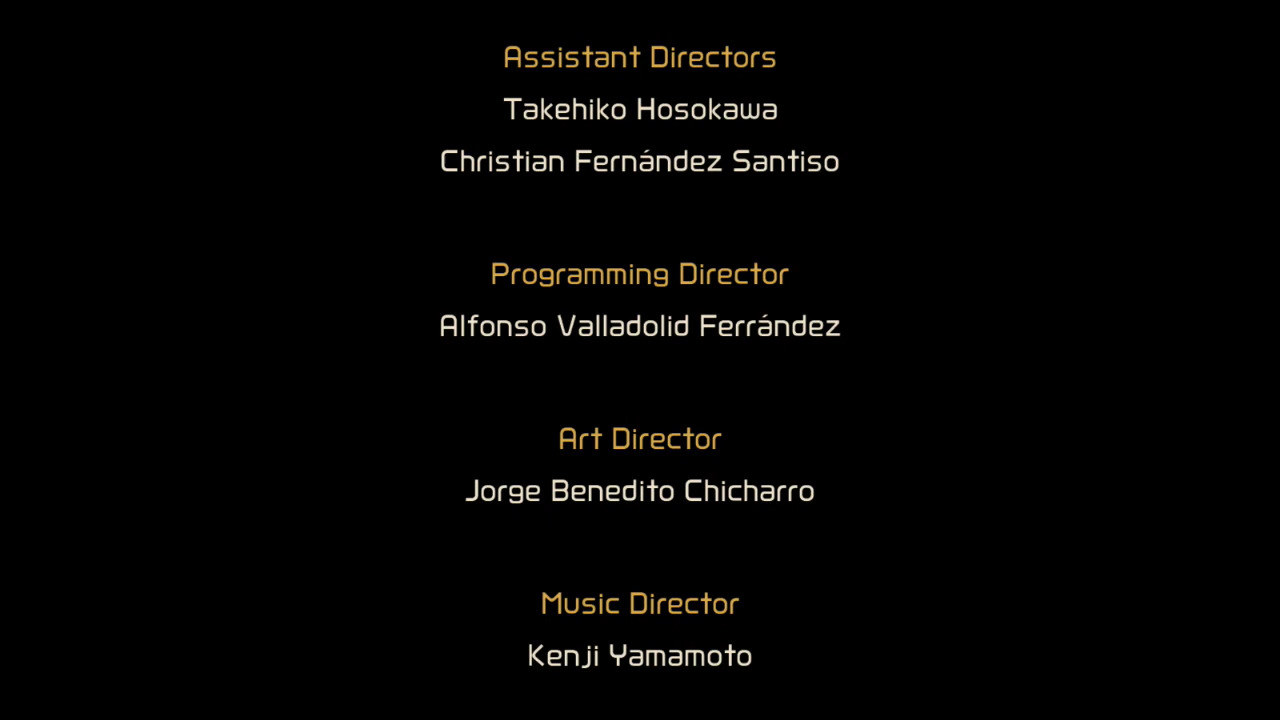 Assistant Directors
Takehiko Hosokawa
Christian Fernández Santiso
Programming Director
Alfonso Valladolid Ferrández
Art Director
Jorge Benedito Chicharro
Music Director
Kenji Yamamoto